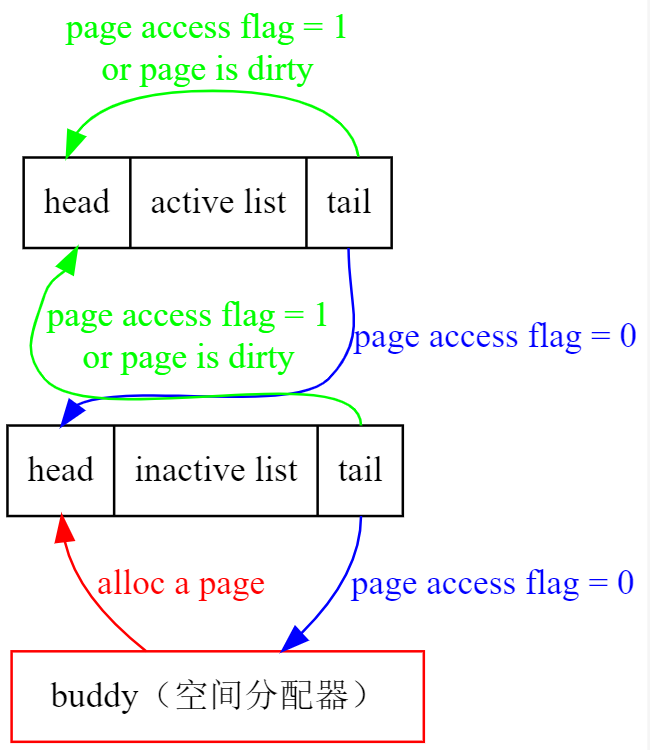 page access flag = 1
or page is dirty
head active list tail
page access flag = 1
or page is dirty
page access flag = 0
head inactive list tail
alloc a page
page access flag = 0
buddy（空间分配器）